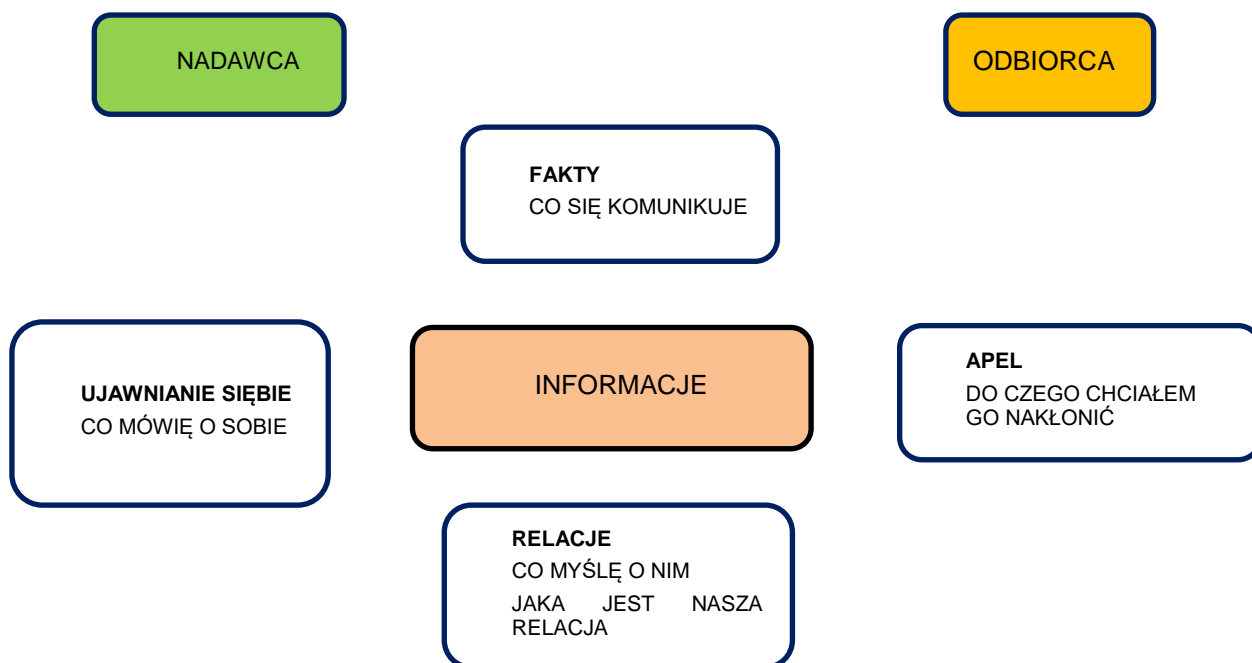 NADAWCA
ODBIORCA
FAKTY
CO SIĘ KOMUNIKUJE
UJAWNIANIE SIĘBIE
CO MÓWIĘ O SOBIE
INFORMACJE
APEL
DO CZEGO CHCIAŁEM
GO NAKŁONIĆ
RELACJE
CO MYŚLĘ O NIM
JAKA JEST NASZA
RELACJA